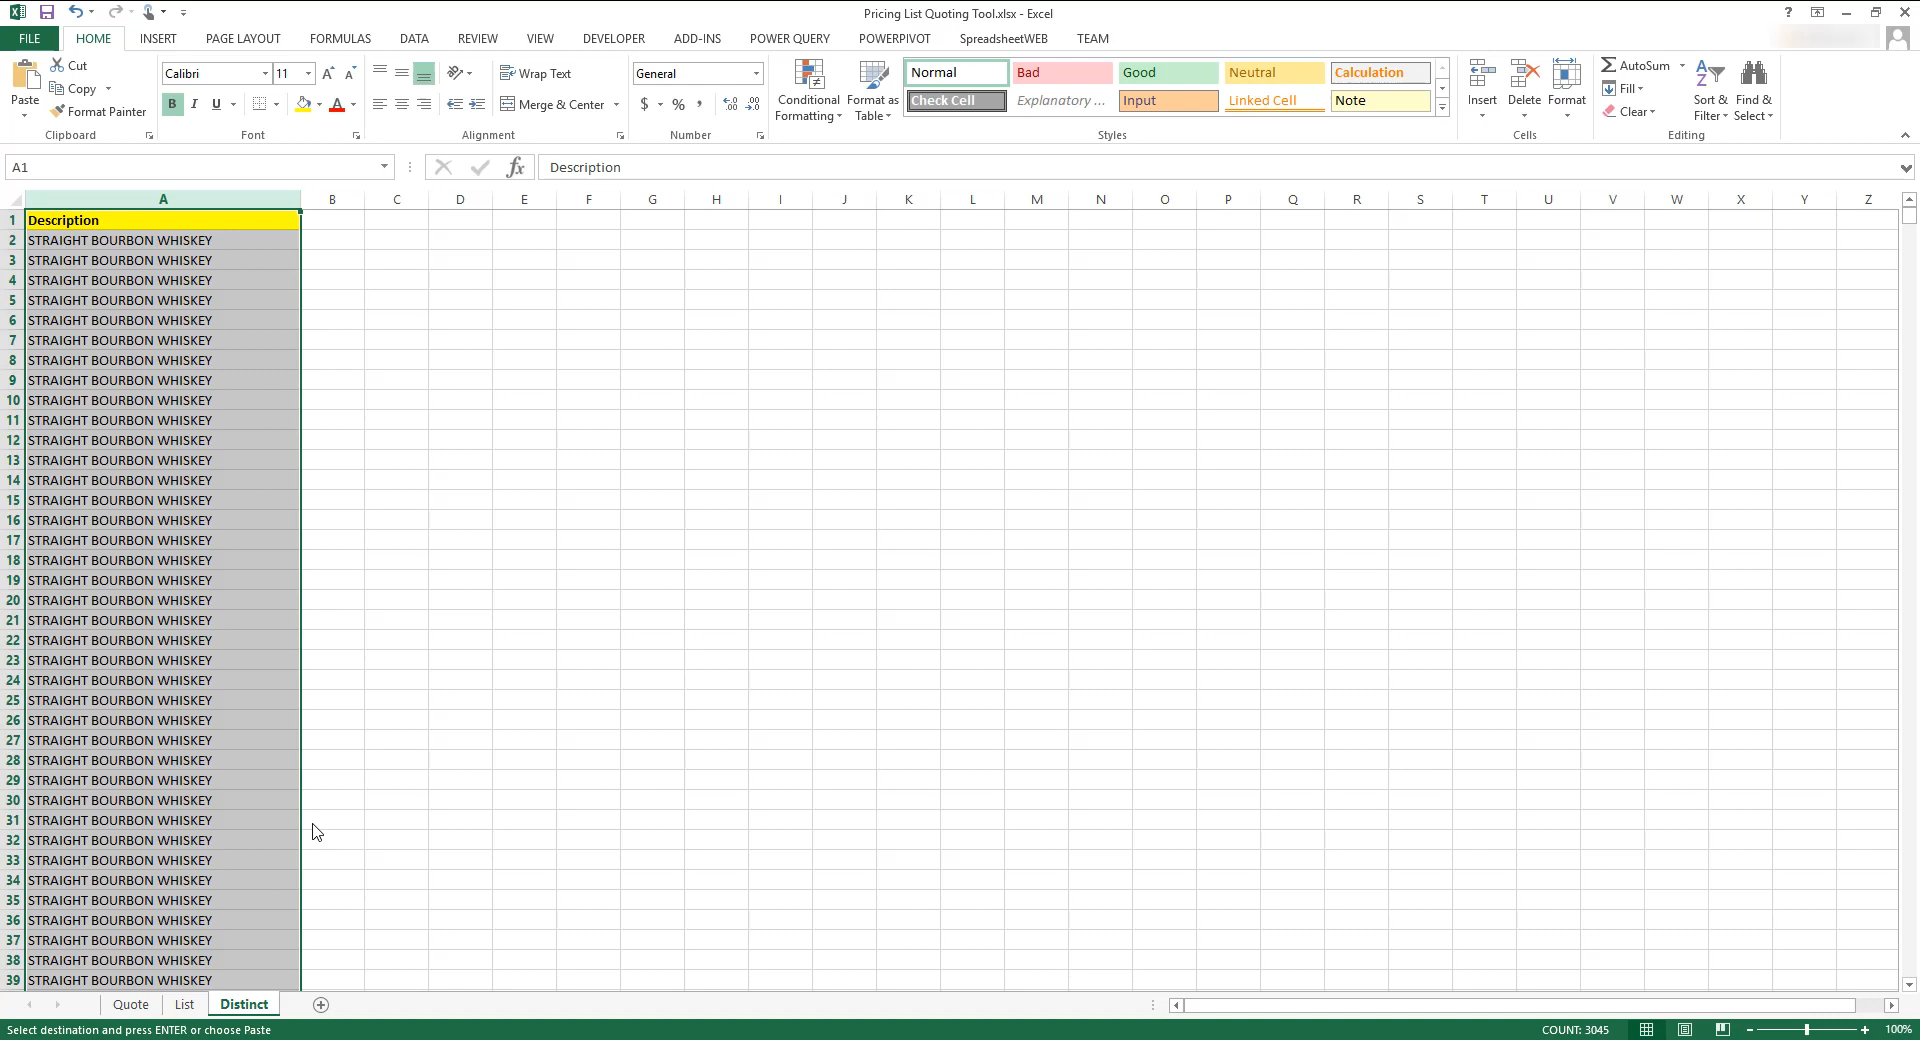 Pricing List Quoting Tool.xlsx - Excel
?
FILE HOME INSERT PAGE LAYOUT FORMULAS DATA REVIEW VIEW DEVELOPER ADD-INS POWER QUERY POWERPIVOT SpreadsheetWEB TEAM
Paste
Cut
Copy
Format Painter
Clipboard
Calibri 11
B I U
Font
Wrap Text
Merge & Center
Alignment
General
$ % ,
Number
Conditional Formatting
Format as Table
Normal Bad Good Neutral Calculation
Check Cell Explanatory ... Input Linked Cell Note
Styles
Insert Delete Format
Cells
AutoSum
Fill
Clear
Sort & Filter
Find & Select
Editing
A1 fx Description
A B C D E F G H I J K L M N O P Q R S T U V W X Y Z
1 Description
2 STRAIGHT BOURBON WHISKEY
3 STRAIGHT BOURBON WHISKEY
4 STRAIGHT BOURBON WHISKEY
5 STRAIGHT BOURBON WHISKEY
6 STRAIGHT BOURBON WHISKEY
7 STRAIGHT BOURBON WHISKEY
8 STRAIGHT BOURBON WHISKEY
9 STRAIGHT BOURBON WHISKEY
10 STRAIGHT BOURBON WHISKEY
11 STRAIGHT BOURBON WHISKEY
12 STRAIGHT BOURBON WHISKEY
13 STRAIGHT BOURBON WHISKEY
14 STRAIGHT BOURBON WHISKEY
15 STRAIGHT BOURBON WHISKEY
16 STRAIGHT BOURBON WHISKEY
17 STRAIGHT BOURBON WHISKEY
18 STRAIGHT BOURBON WHISKEY
19 STRAIGHT BOURBON WHISKEY
20 STRAIGHT BOURBON WHISKEY
21 STRAIGHT BOURBON WHISKEY
22 STRAIGHT BOURBON WHISKEY
23 STRAIGHT BOURBON WHISKEY
24 STRAIGHT BOURBON WHISKEY
25 STRAIGHT BOURBON WHISKEY
26 STRAIGHT BOURBON WHISKEY
27 STRAIGHT BOURBON WHISKEY
28 STRAIGHT BOURBON WHISKEY
29 STRAIGHT BOURBON WHISKEY
30 STRAIGHT BOURBON WHISKEY
31 STRAIGHT BOURBON WHISKEY
32 STRAIGHT BOURBON WHISKEY
33 STRAIGHT BOURBON WHISKEY
34 STRAIGHT BOURBON WHISKEY
35 STRAIGHT BOURBON WHISKEY
36 STRAIGHT BOURBON WHISKEY
37 STRAIGHT BOURBON WHISKEY
38 STRAIGHT BOURBON WHISKEY
39 STRAIGHT BOURBON WHISKEY
Quote List Distinct
Select destination and press ENTER or choose Paste COUNT: 3045 100%